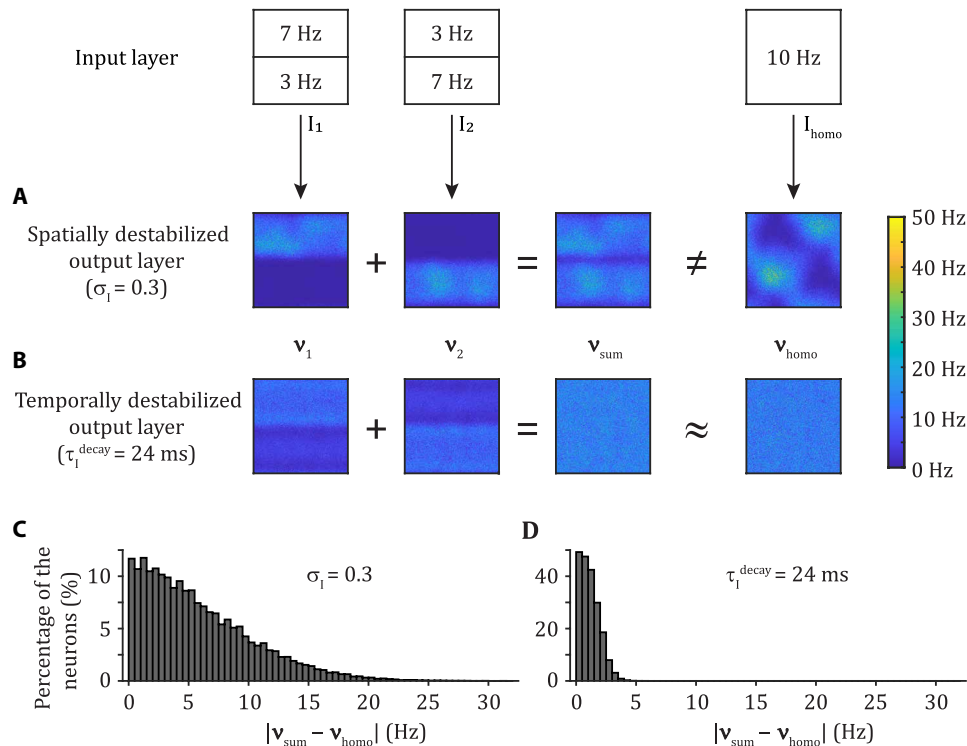 Input layer
7 Hz
3 Hz
3 Hz
7 Hz
10 Hz
I₁
I₂
I_homo
A
Spatially destabilized
output layer
(σ_I = 0.3)
+
=
≠
50 Hz
40 Hz
30 Hz
20 Hz
10 Hz
0 Hz
ν₁
ν₂
ν_sum
ν_homo
B
Temporally destabilized
output layer
(τ_I^decay = 24 ms)
+
=
≈
C
Percentage of the
neurons (%)
10
5
0
σ_I = 0.3
0 5 10 15 20 25 30
|ν_sum − ν_homo| (Hz)
D
40
20
0
τ_I^decay = 24 ms
0 5 10 15 20 25 30
|ν_sum − ν_homo| (Hz)